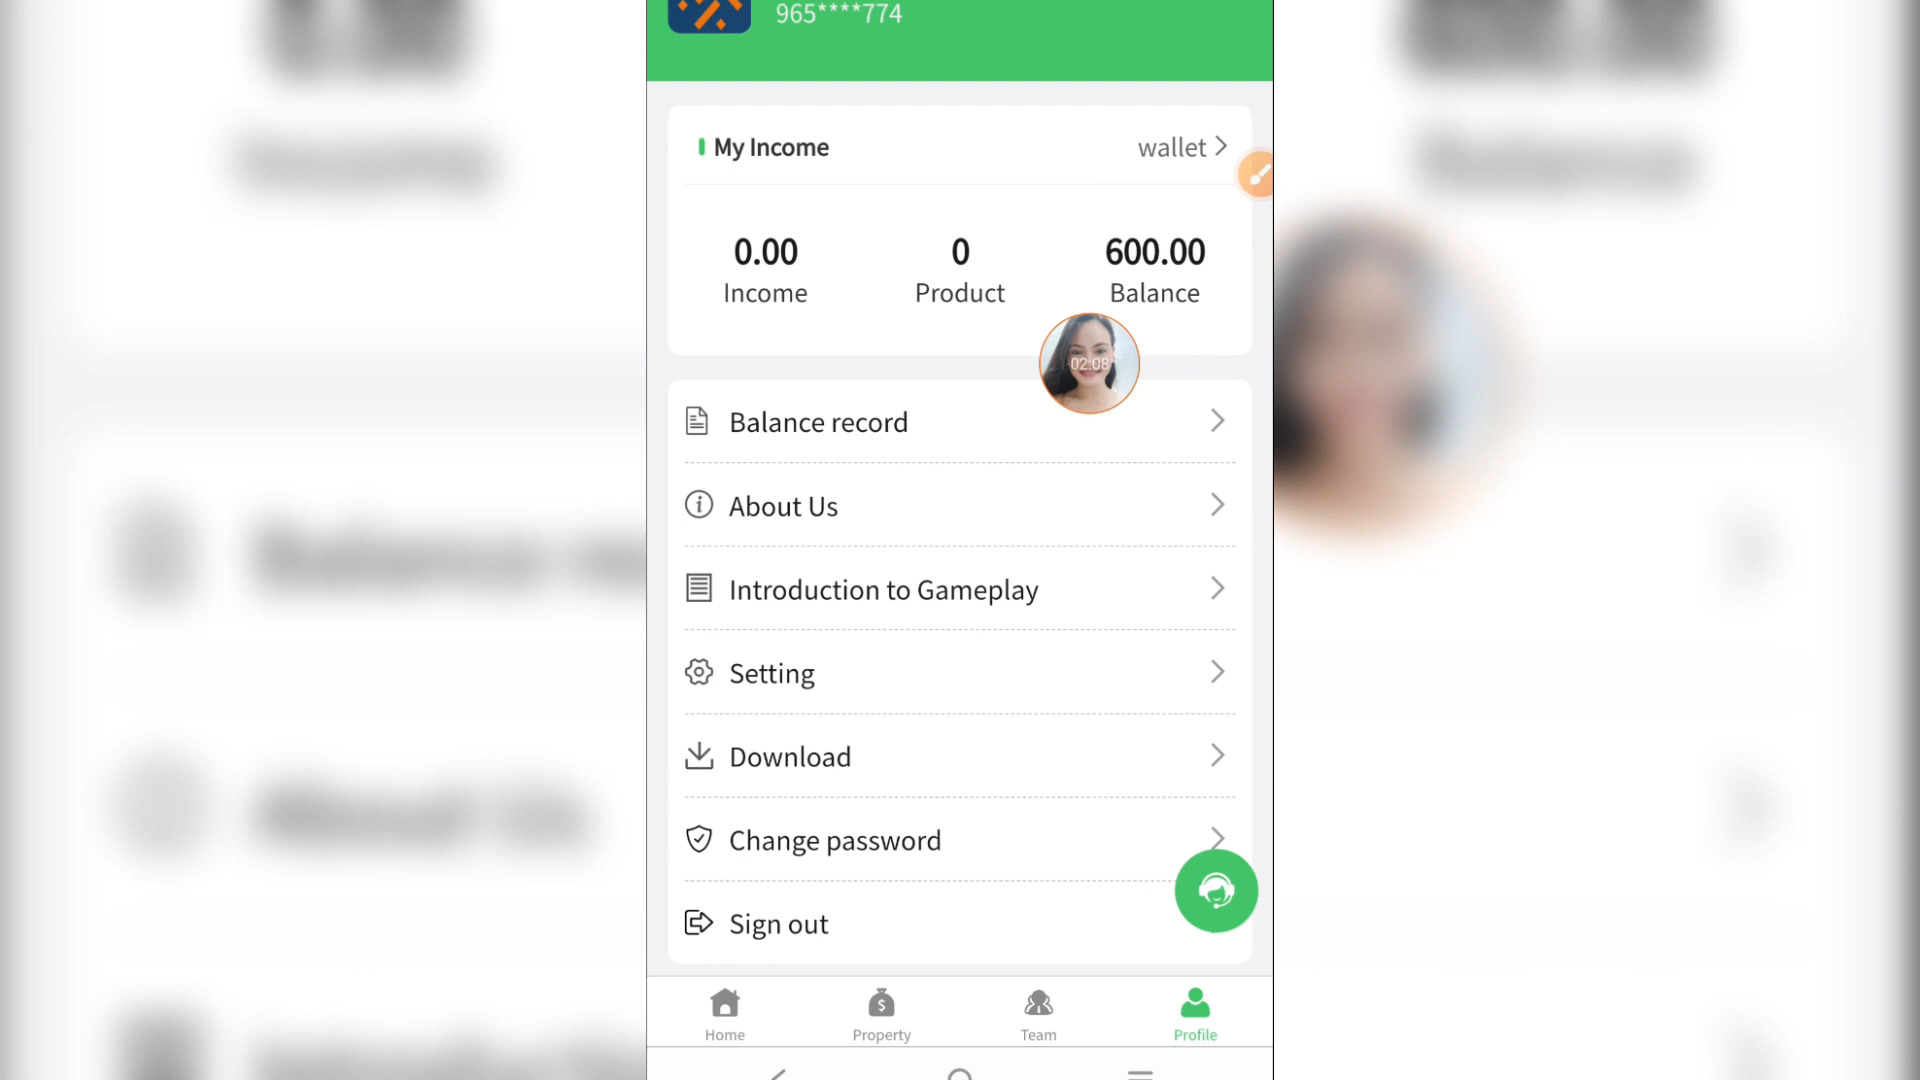 965****774
My Income
wallet
0.00
0
600.00
Income
Product
Balance
02:08
Balance record
About Us
Introduction to Gameplay
Setting
Download
Change password
Sign out
Home
Property
Team
Profile